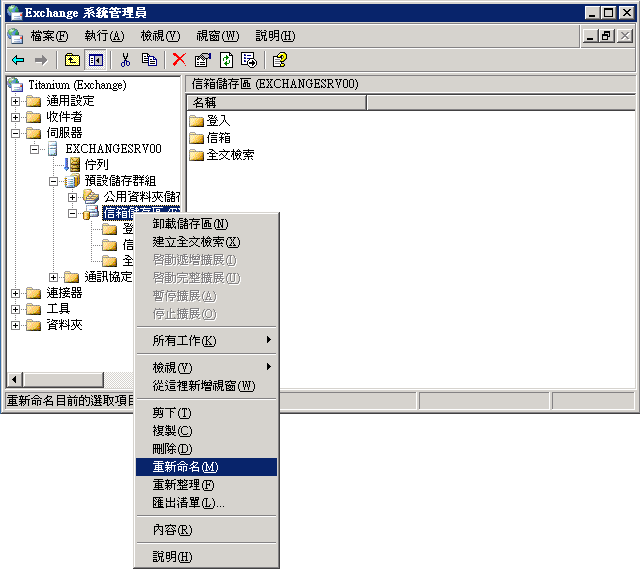 Exchange 系統管理員
檔案(F) 執行(A) 檢視(V) 視窗(W) 說明(H)
Titanium (Exchange)
通用設定
收件者
伺服器
EXCHANGESRV00
佇列
預設儲存群組
公用資料夾儲存
信箱儲存區 (E
登
信
全
通訊協定
連接器
工具
資料夾
信箱儲存區 (EXCHANGESRV00)
名稱
登入
信箱
全文檢索
卸載儲存區(N)
建立全文檢索(X)
啟動遞增擴展(I)
啟動完整擴展(U)
暫停擴展(A)
停止擴展(O)
所有工作(K)
檢視(V)
從這裡新增視窗(W)
剪下(T)
複製(C)
刪除(D)
重新命名(M)
重新整理(F)
匯出清單(L)...
內容(R)
說明(H)
重新命名目前的選取項目